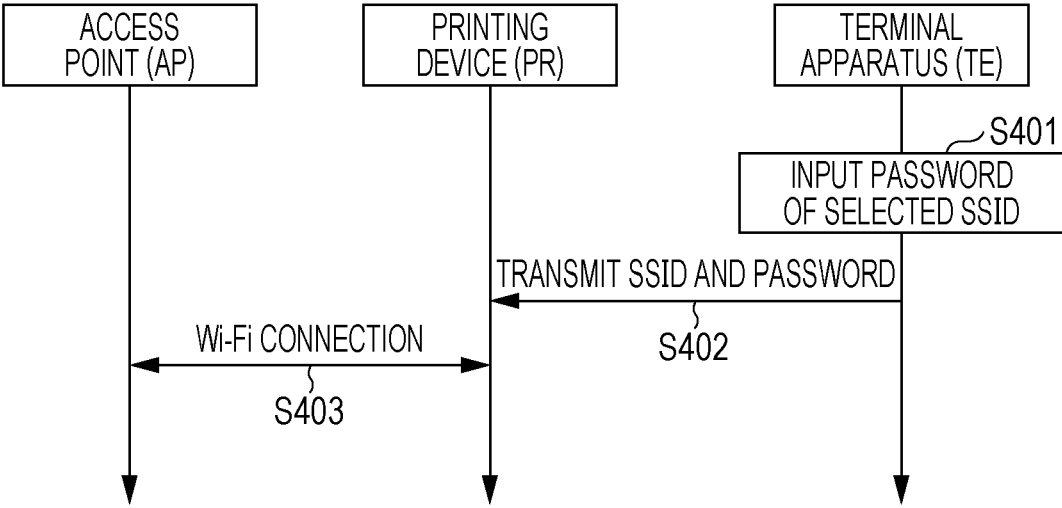 ACCESS
POINT (AP)
PRINTING
DEVICE (PR)
TERMINAL
APPARATUS (TE)
S401
INPUT PASSWORD
OF SELECTED SSID
TRANSMIT SSID AND PASSWORD
S402
Wi-Fi CONNECTION
S403